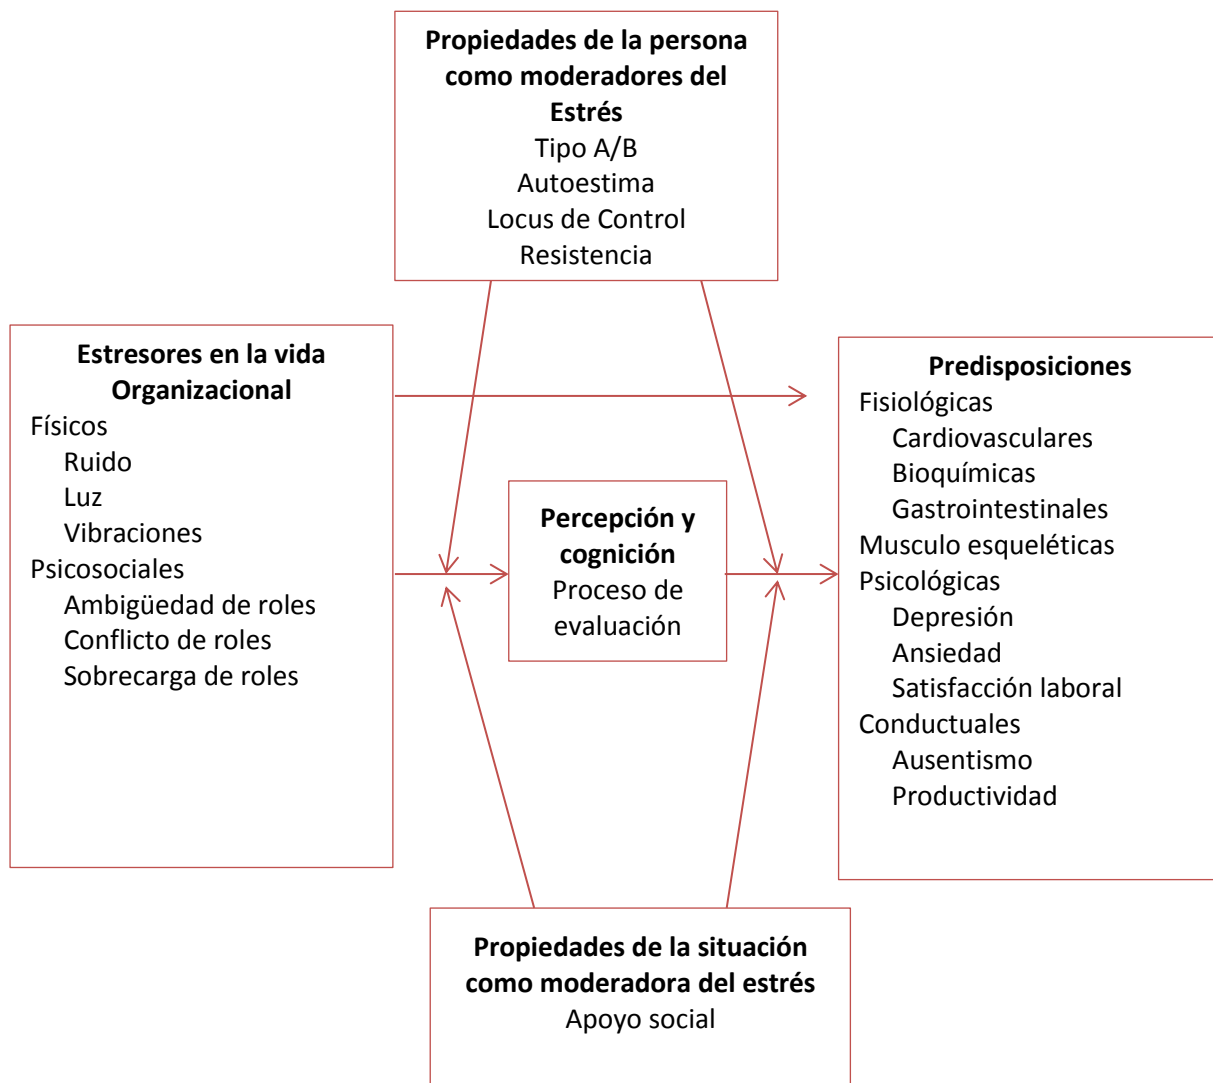 Propiedades de la persona
como moderadores del
Estrés
Tipo A/B
Autoestima
Locus de Control
Resistencia
Estresores en la vida
Organizacional
Físicos
Ruido
Luz
Vibraciones
Psicosociales
Ambigüedad de roles
Conflicto de roles
Sobrecarga de roles
Percepción y
cognición
Proceso de
evaluación
Predisposiciones
Fisiológicas
Cardiovasculares
Bioquímicas
Gastrointestinales
Musculo esqueléticas
Psicológicas
Depresión
Ansiedad
Satisfacción laboral
Conductuales
Ausentismo
Productividad
Propiedades de la situación
como moderadora del estrés
Apoyo social